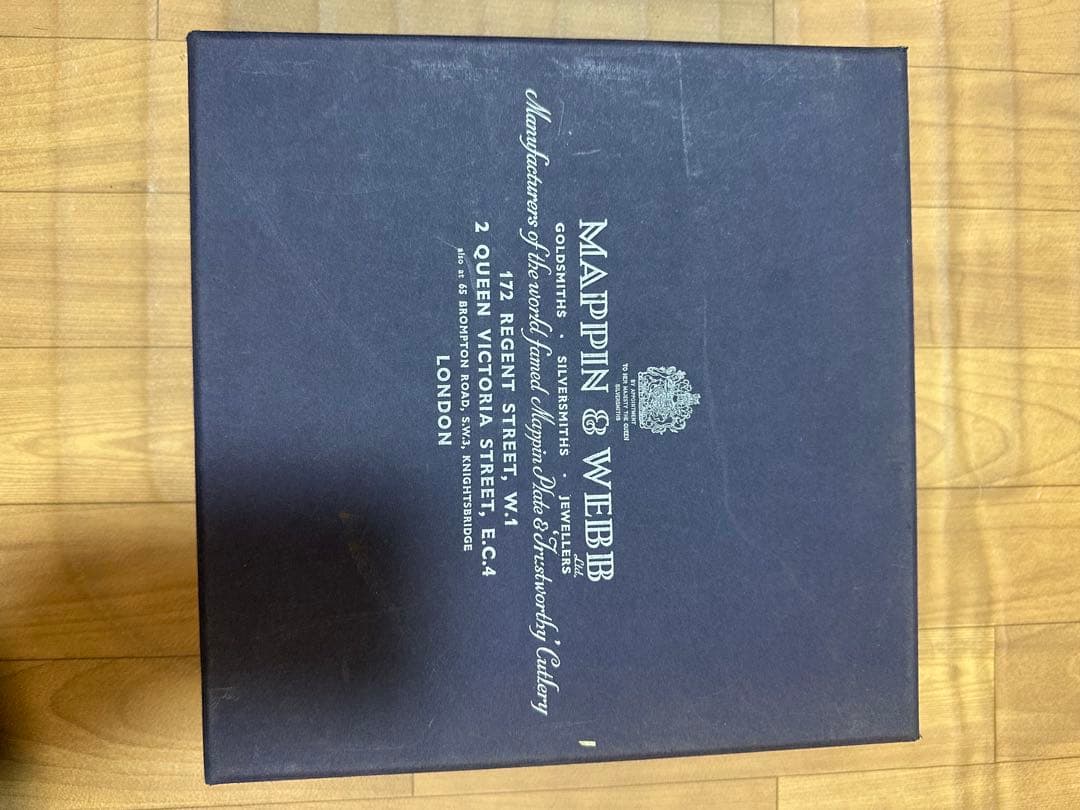 BY APPOINTMENT
TO HER MAJESTY THE QUEEN
SILVERSMITHS
MAPPIN & WEBB Ltd.
GOLDSMITHS · SILVERSMITHS · JEWELLERS
Manufacturers of the world famed Mappin Plate & 'Trustworthy' Cutlery
172 REGENT STREET, W.1
2 QUEEN VICTORIA STREET, E.C.4
also at 65 BROMPTON ROAD, S.W.3, KNIGHTSBRIDGE
LONDON